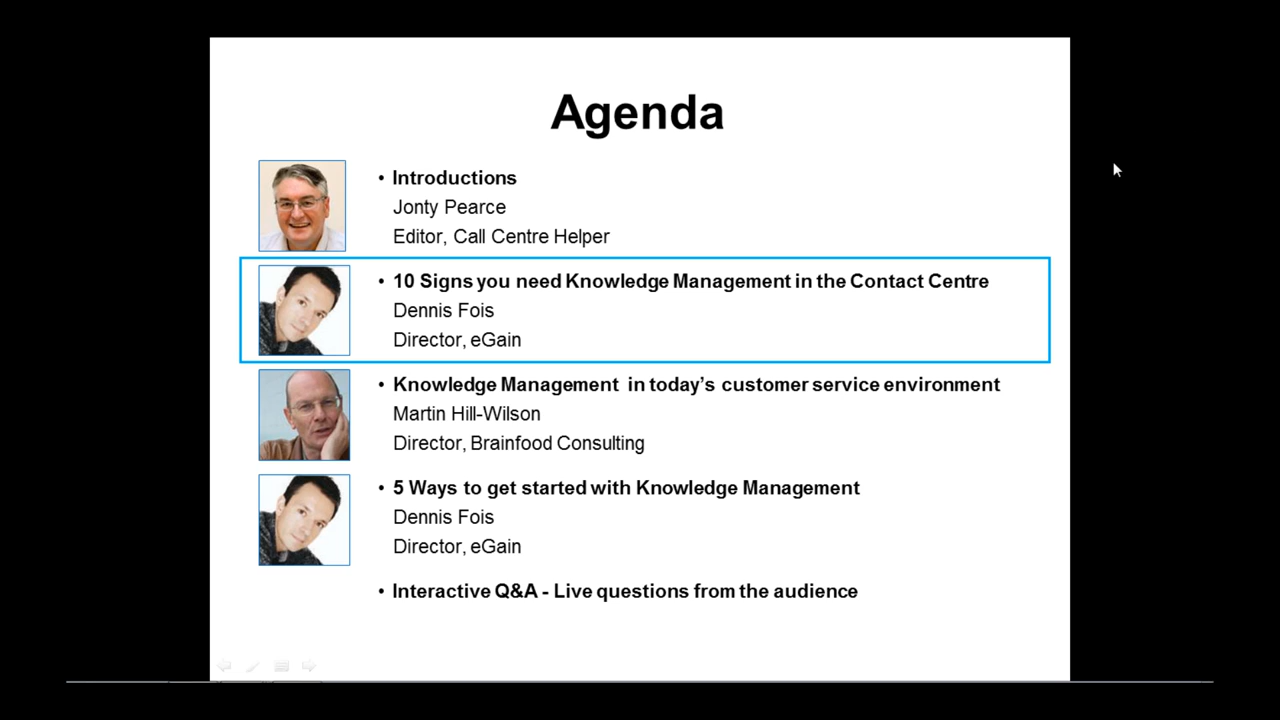 Agenda
• Introductions
Jonty Pearce
Editor, Call Centre Helper
• 10 Signs you need Knowledge Management in the Contact Centre
Dennis Fois
Director, eGain
• Knowledge Management in today’s customer service environment
Martin Hill-Wilson
Director, Brainfood Consulting
• 5 Ways to get started with Knowledge Management
Dennis Fois
Director, eGain
• Interactive Q&A - Live questions from the audience